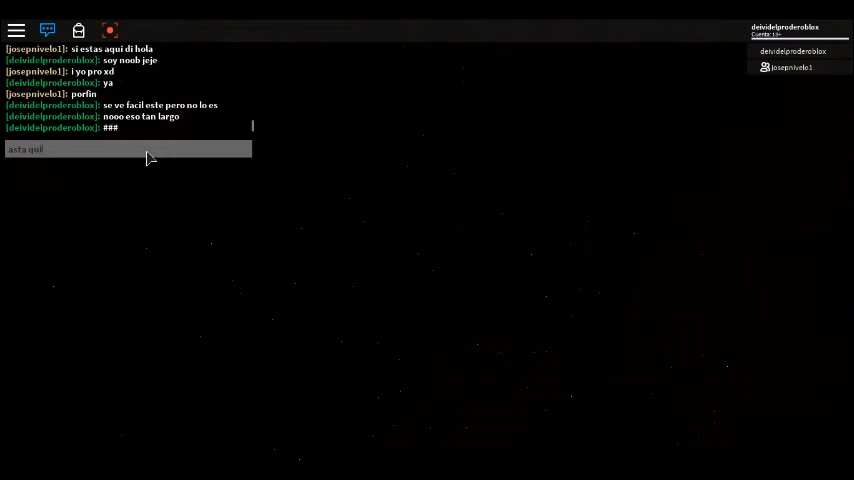 deividelproderoblox
Cuenta: 13+
deividelproderoblox
josepnivelo1
[josepnivelo1]: si estas aqui di hola
[deividelproderoblox]: soy noob jeje
[josepnivelo1]: i yo pro xd
[deividelproderoblox]: ya
[josepnivelo1]: porfin
[deividelproderoblox]: se ve facil este pero no lo es
[deividelproderoblox]: nooo eso tan largo
[deividelproderoblox]: ###
asta qui